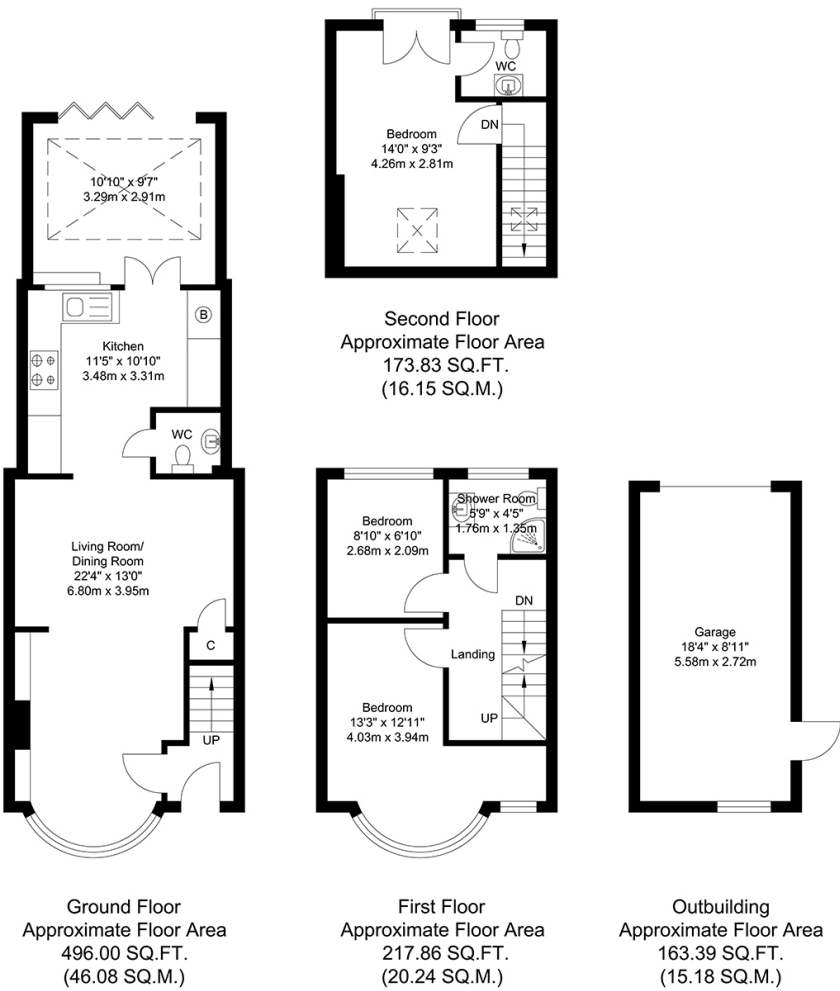 WC
DN
Bedroom
14'0" x 9'3"
4.26m x 2.81m
Second Floor
Approximate Floor Area
173.83 SQ.FT.
(16.15 SQ.M.)
10'10" x 9'7"
3.29m x 2.91m
B
Kitchen
11'5" x 10'10"
3.48m x 3.31m
WC
Living Room/
Dining Room
22'4" x 13'0"
6.80m x 3.95m
C
UP
Ground Floor
Approximate Floor Area
496.00 SQ.FT.
(46.08 SQ.M.)
Shower Room
5'9" x 4'5"
1.76m x 1.35m
Bedroom
8'10" x 6'10"
2.68m x 2.09m
DN
Landing
UP
Bedroom
13'3" x 12'11"
4.03m x 3.94m
First Floor
Approximate Floor Area
217.86 SQ.FT.
(20.24 SQ.M.)
Garage
18'4" x 8'11"
5.58m x 2.72m
Outbuilding
Approximate Floor Area
163.39 SQ.FT.
(15.18 SQ.M.)